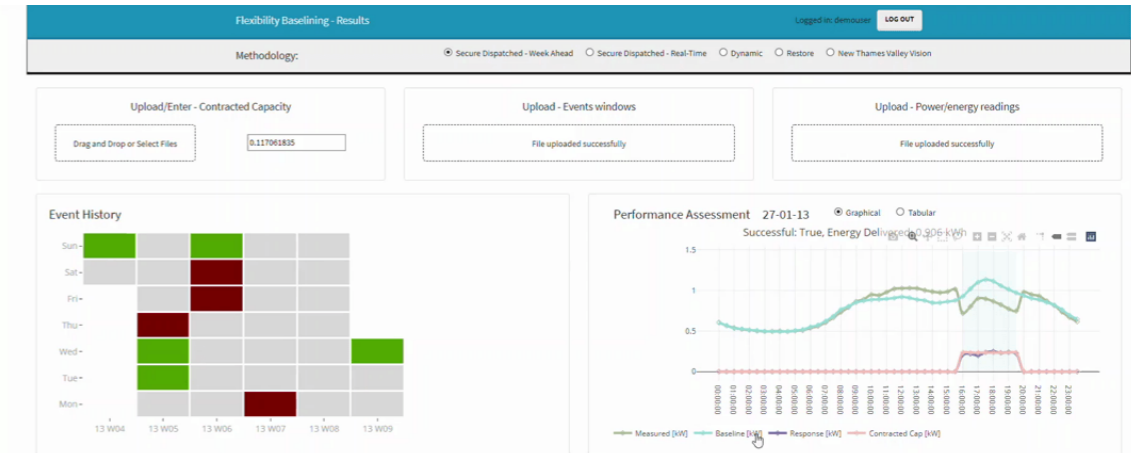 Flexibility Baselining - Results
Logged in: demouser
LOG OUT
Methodology:
Secure Dispatched - Week Ahead
Secure Dispatched - Real-Time
Dynamic
Restore
New Thames Valley Vision
Upload/Enter - Contracted Capacity
Upload - Events windows
Upload - Power/energy readings
Drag and Drop or Select Files
0.117061835
File uploaded successfully
File uploaded successfully
Event History
Sun
Sat
Fri
Thu
Wed
Tue
Mon
13 W04
13 W05
13 W06
13 W07
13 W08
13 W09
Performance Assessment
27-01-13
Graphical
Tabular
Successful: True, Energy Delivered: 0.906 kWh
1.5
1
0.5
0
00:00:00
01:00:00
02:00:00
03:00:00
04:00:00
05:00:00
06:00:00
07:00:00
08:00:00
09:00:00
10:00:00
11:00:00
12:00:00
13:00:00
14:00:00
15:00:00
16:00:00
17:00:00
18:00:00
19:00:00
20:00:00
21:00:00
22:00:00
23:00:00
Measured [kW]
Baseline [kW]
Response [kW]
Contracted Cap [kW]